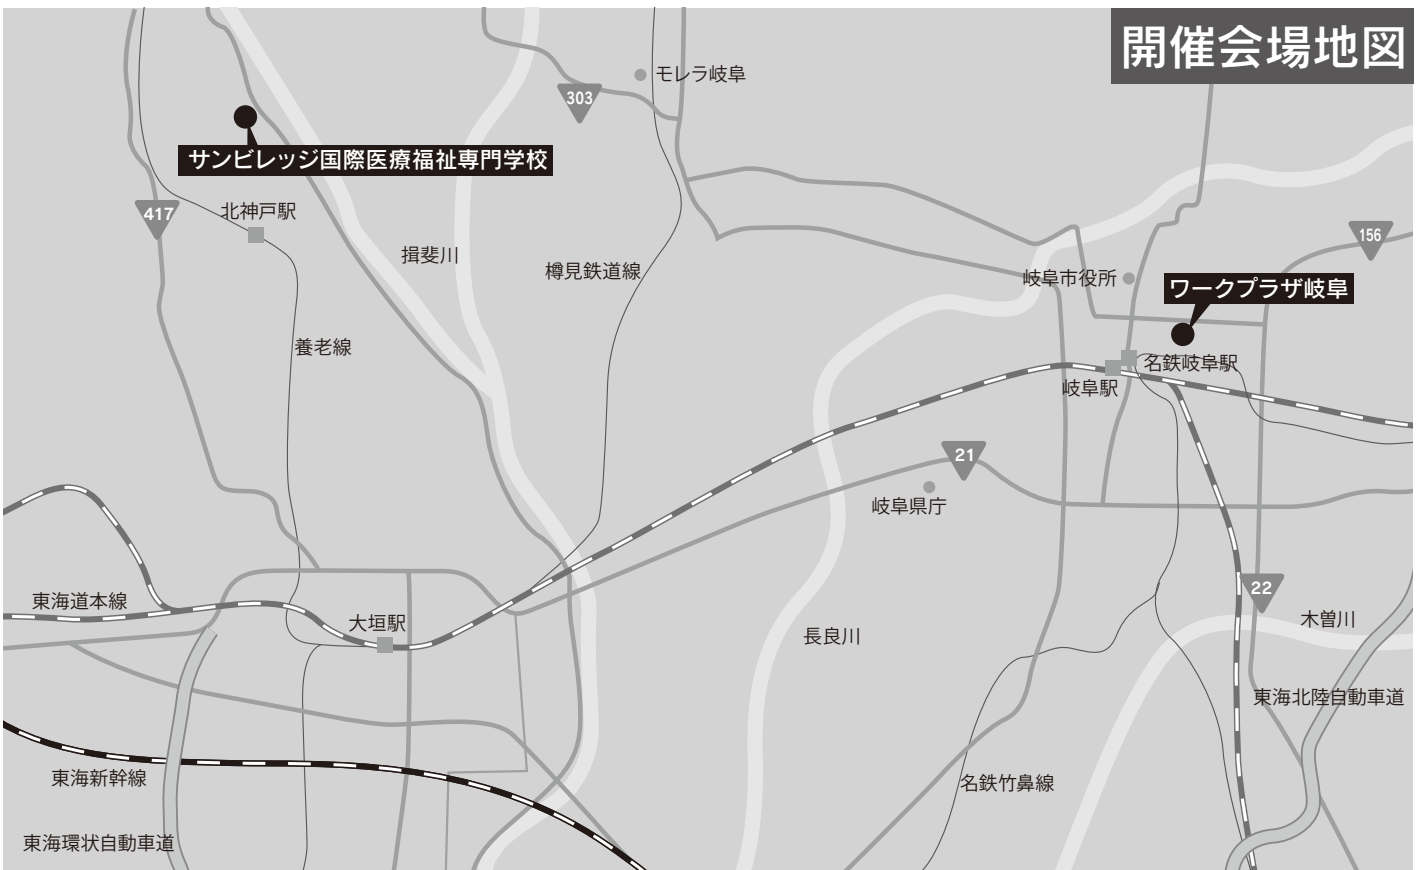 開催会場地図
モレラ岐阜
303
サンビレッジ国際医療福祉専門学校
417
北神戸駅
揖斐川
樽見鉄道線
156
岐阜市役所
ワークプラザ岐阜
養老線
名鉄岐阜駅
岐阜駅
21
岐阜県庁
22
東海道本線
大垣駅
木曽川
長良川
東海北陸自動車道
東海新幹線
名鉄竹鼻線
東海環状自動車道